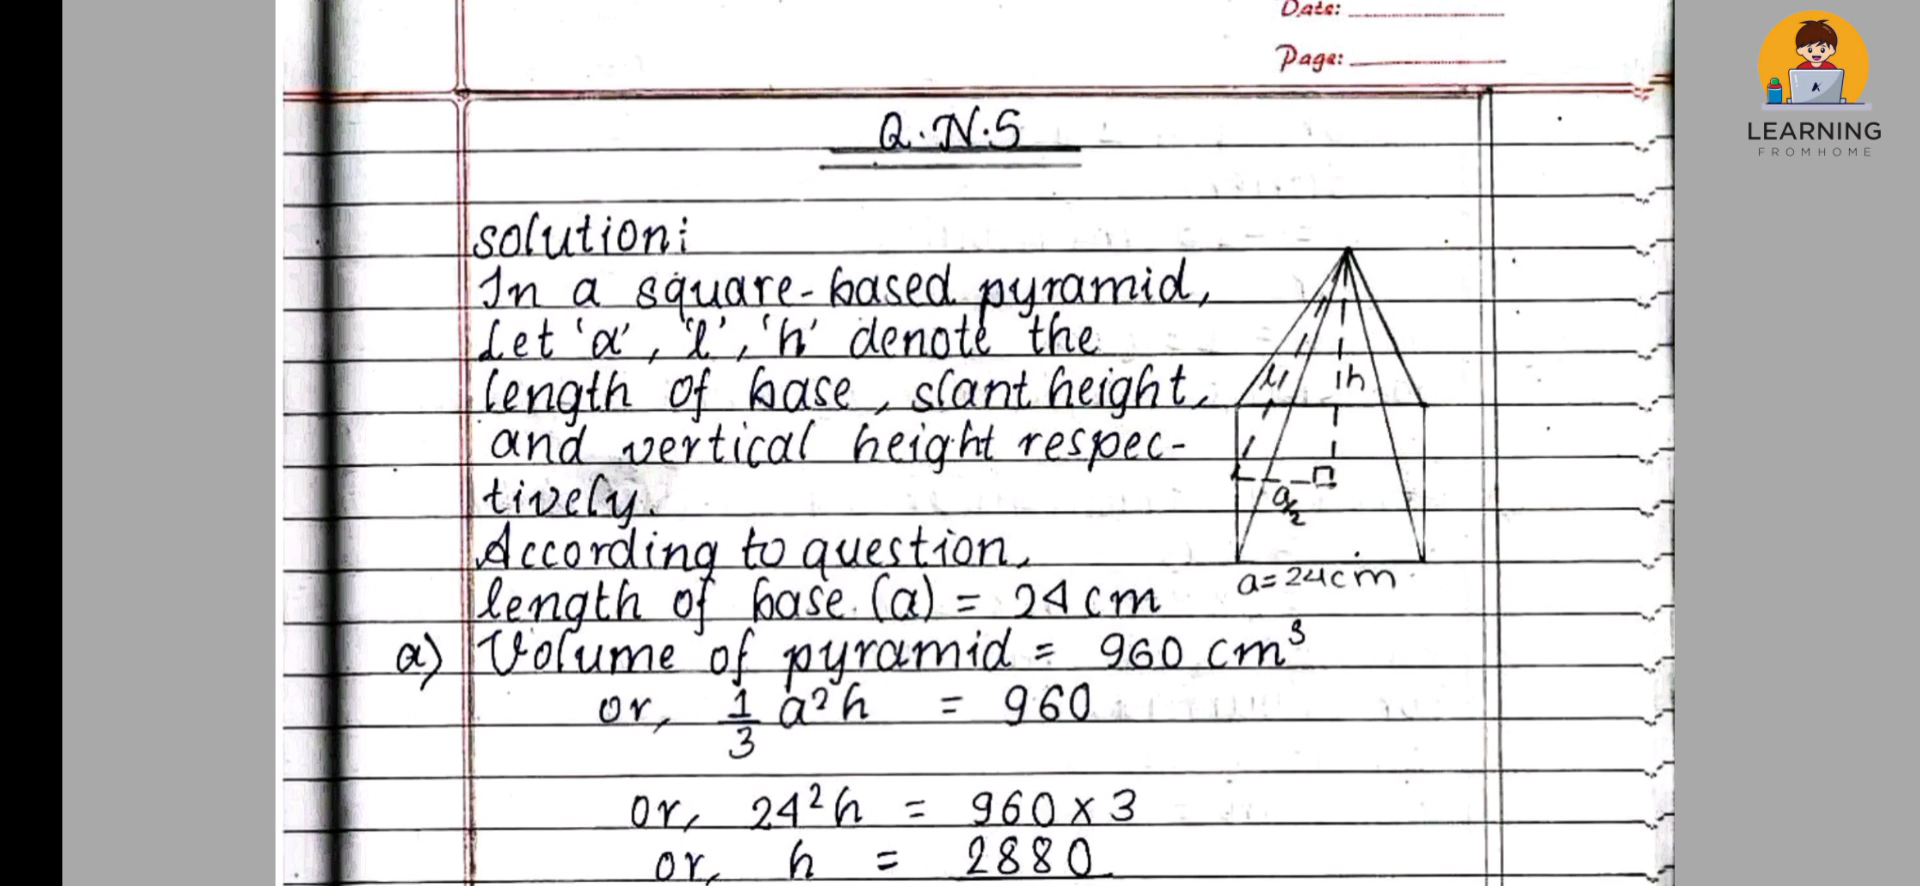 Date:
Page:
LEARNING
FROMHOME
Q.N.5
solution:
In a square-based pyramid,
Let 'a', 'l', 'h' denote the
length of base, slant height,
and vertical height respec-
tively.
According to question,
length of base (a) = 24 cm
a) Volume of pyramid = 960 cm³
or, 1/3 a²h = 960
or, 24²h = 960 x 3
or, h = 2880
l
h
a/2
a = 24cm